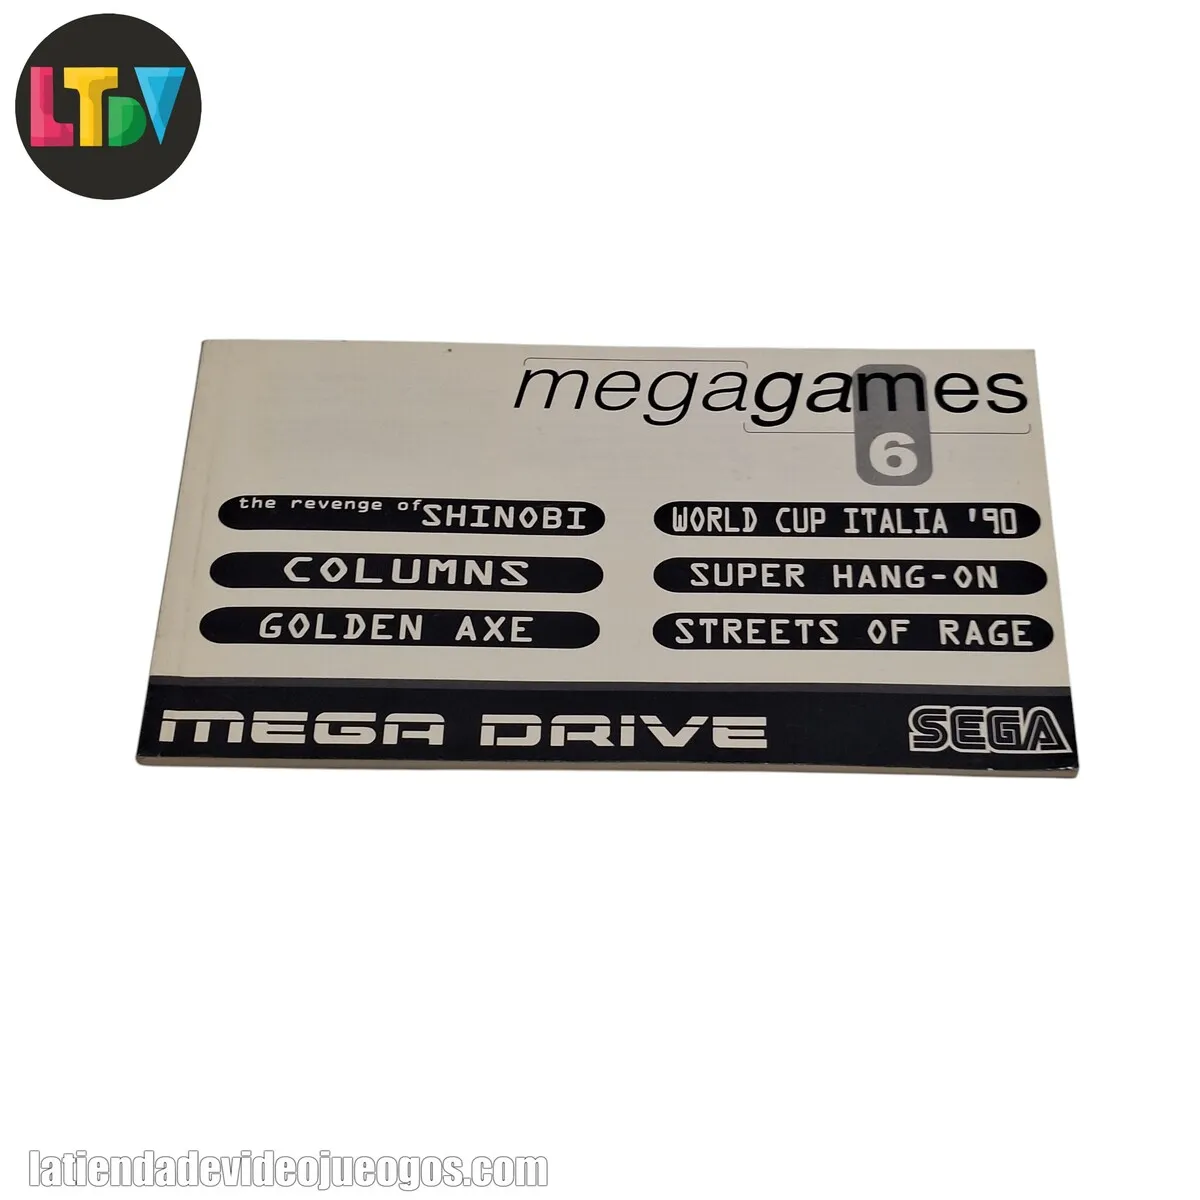 LTDV
megagames
6
the revenge of SHINOBI
COLUMNS
GOLDEN AXE
WORLD CUP ITALIA '90
SUPER HANG-ON
STREETS OF RAGE
MEGA DRIVE
SEGA
latiendadevideojuegos.com